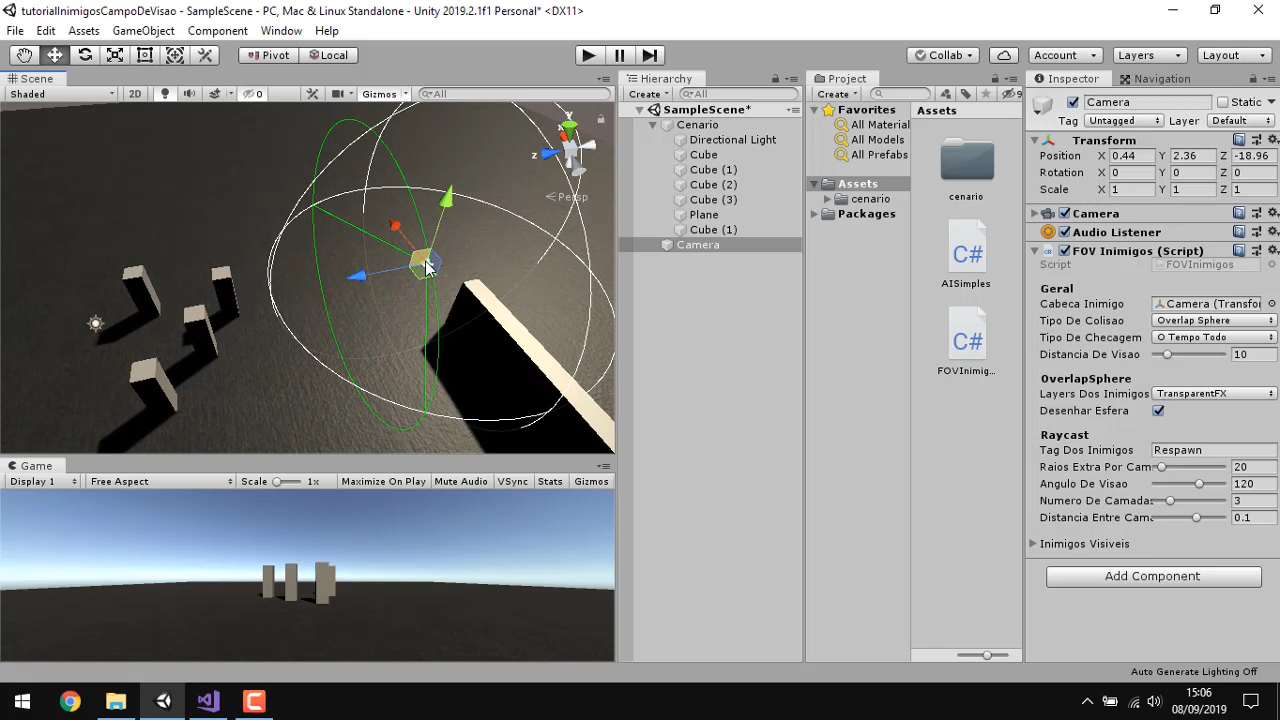 tutorialInimigosCampoDeVisao - SampleScene - PC, Mac & Linux Standalone - Unity 2019.2.1f1 Personal* <DX11>
File Edit Assets GameObject Component Window Help
Pivot Local Collab Account Layers Layout
Scene
Shaded 2D 0 Gizmos All
Y
X
Z
Persp
Game
Display 1 Free Aspect Scale 1x Maximize On Play Mute Audio VSync Stats Gizmos
Hierarchy
Create All
SampleScene*
Cenario
Directional Light
Cube
Cube (1)
Cube (2)
Cube (3)
Plane
Cube (1)
Camera
Project
Create 9
Favorites
All Material
All Models
All Prefabs
Assets
cenario
Packages
Assets
cenario
C#
AISimples
C#
FOVInimig...
Inspector Navigation
Camera Static
Tag Untagged Layer Default
Transform
Position X 0.44 Y 2.36 Z -18.96
Rotation X 0 Y 0 Z 0
Scale X 1 Y 1 Z 1
Camera
Audio Listener
FOV Inimigos (Script)
Script FOVInimigos
Geral
Cabeca Inimigo Camera (Transfor
Tipo De Colisao Overlap Sphere
Tipo De Checagem O Tempo Todo
Distancia De Visao 10
OverlapSphere
Layers Dos Inimigos TransparentFX
Desenhar Esfera
Raycast
Tag Dos Inimigos Respawn
Raios Extra Por Cam 20
Angulo De Visao 120
Numero De Camadas 3
Distancia Entre Cama 0.1
Inimigos Visiveis
Add Component
Auto Generate Lighting Off
15:06
08/09/2019